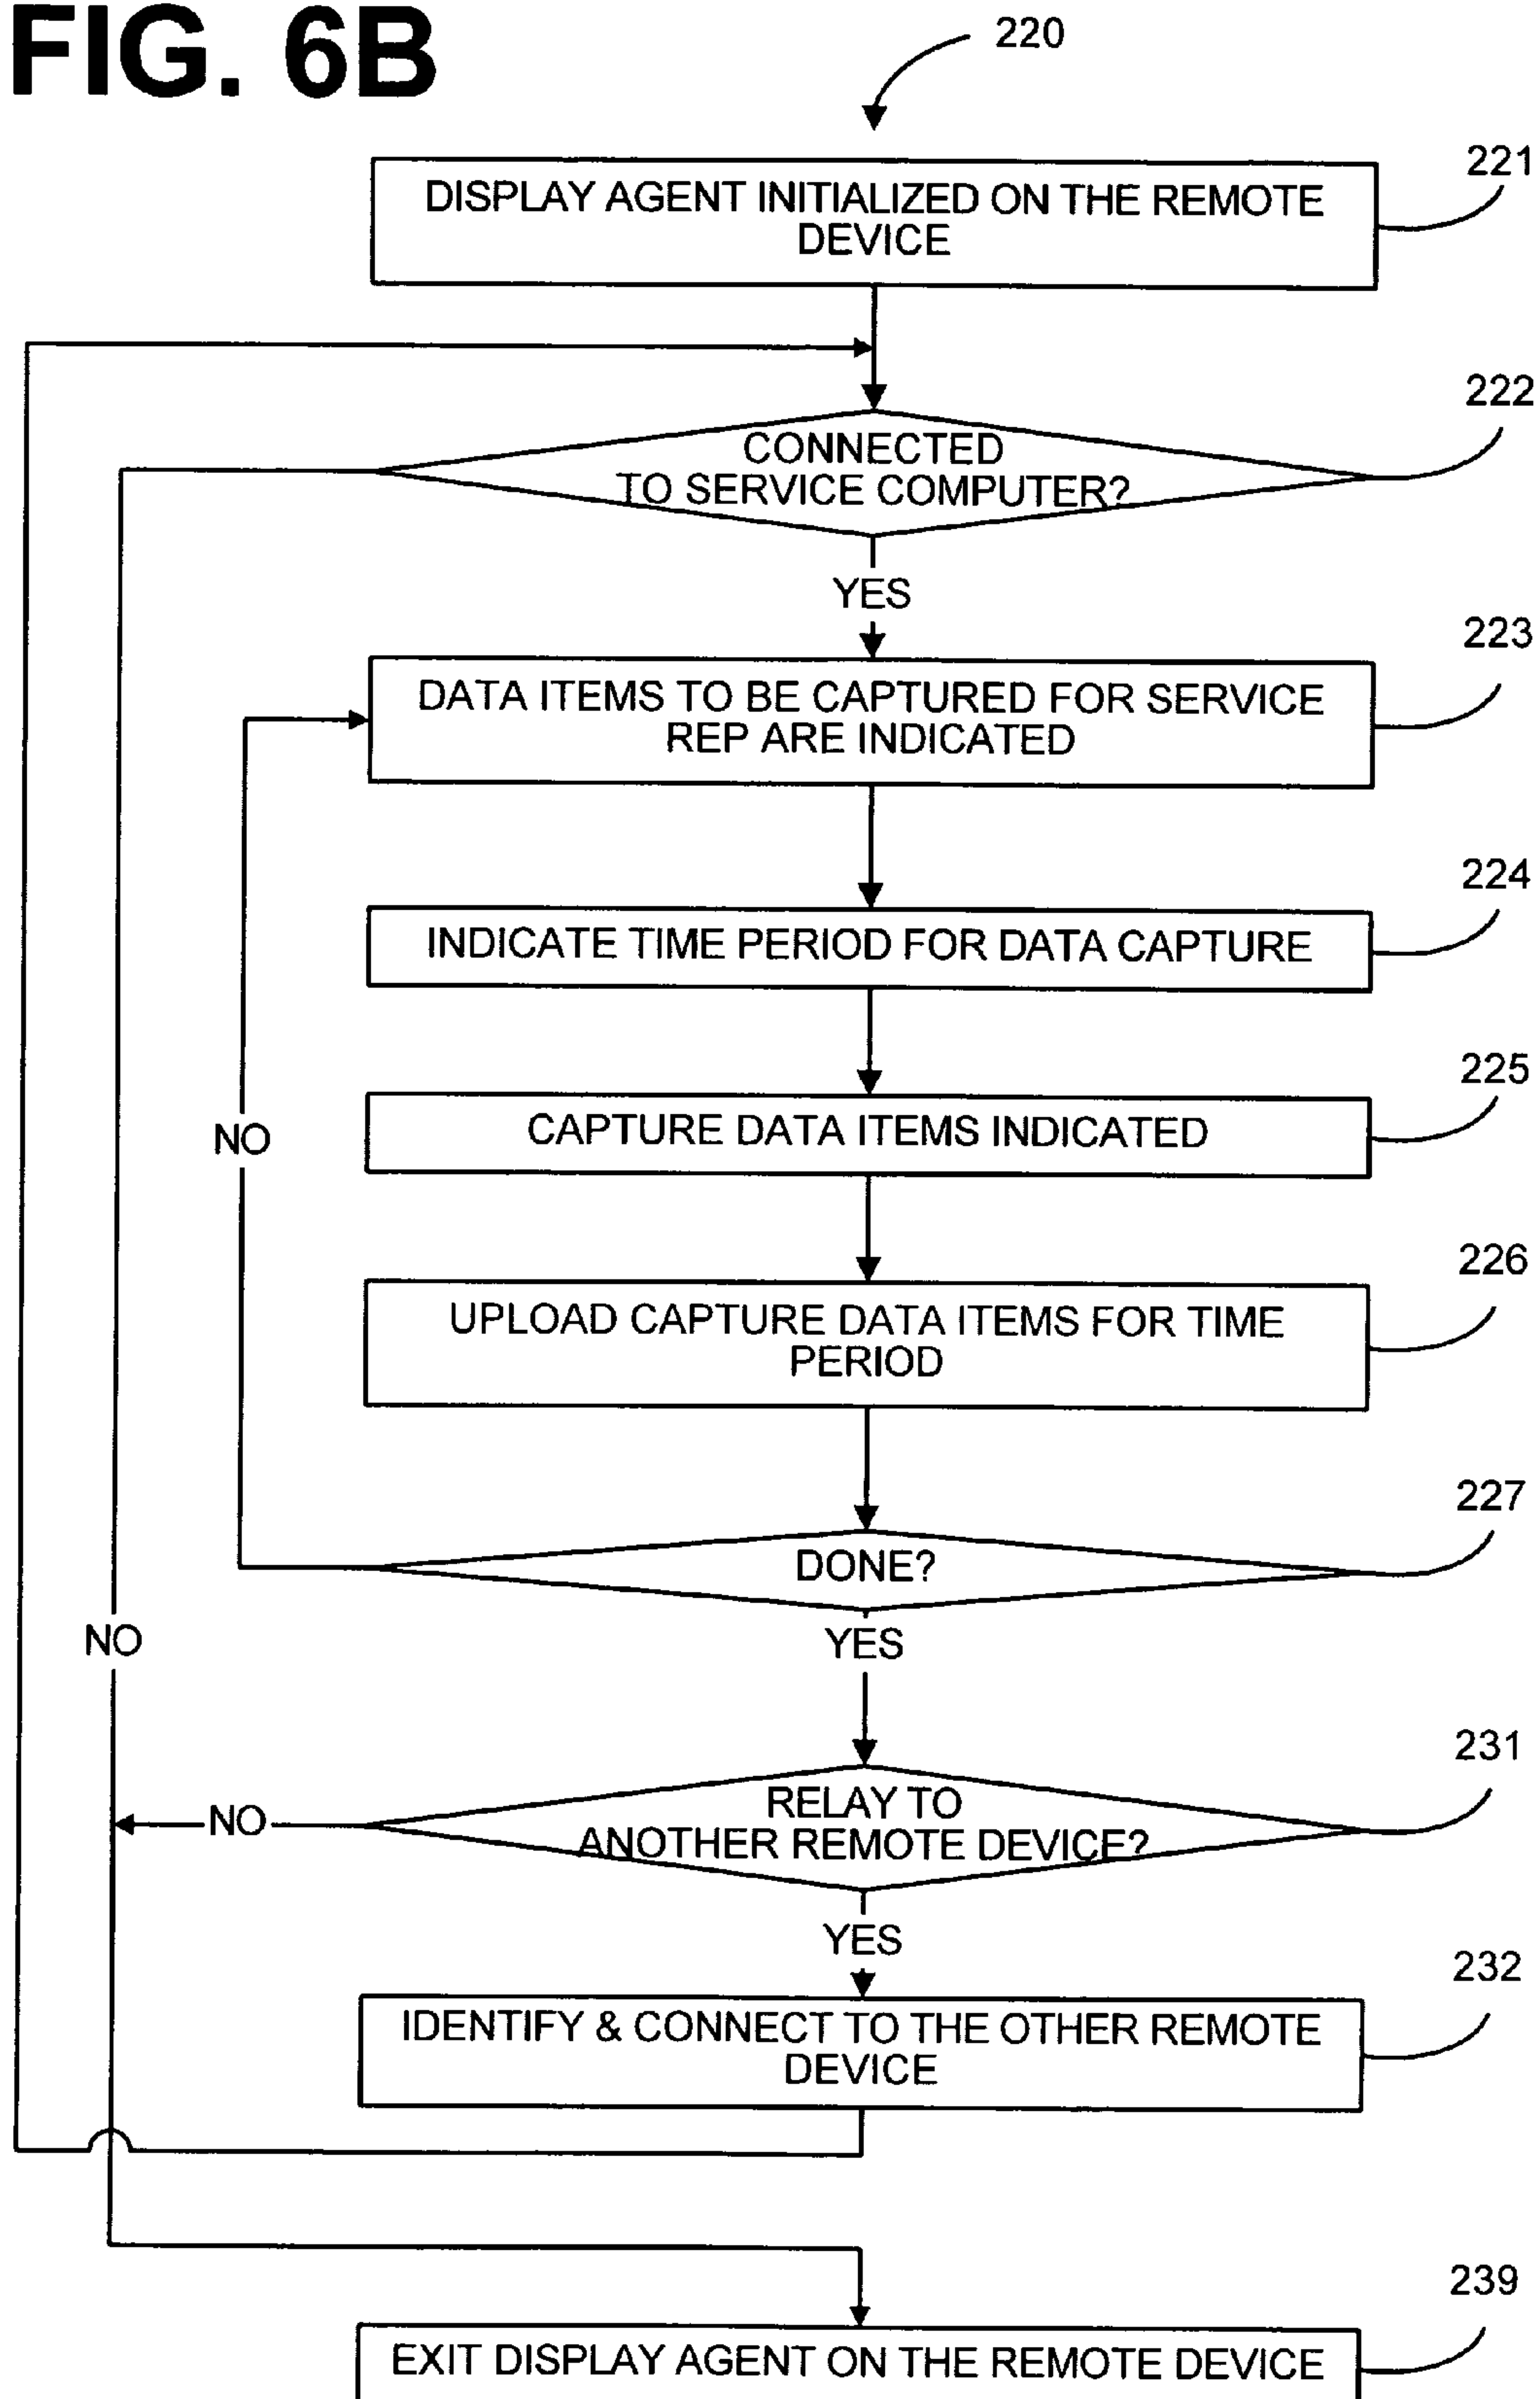 FIG. 6B
220
DISPLAY AGENT INITIALIZED ON THE REMOTE
DEVICE
221
CONNECTED
TO SERVICE COMPUTER?
222
YES
DATA ITEMS TO BE CAPTURED FOR SERVICE
REP ARE INDICATED
223
INDICATE TIME PERIOD FOR DATA CAPTURE
224
CAPTURE DATA ITEMS INDICATED
225
NO
UPLOAD CAPTURE DATA ITEMS FOR TIME
PERIOD
226
DONE?
227
NO
YES
RELAY TO
ANOTHER REMOTE DEVICE?
231
NO
YES
IDENTIFY & CONNECT TO THE OTHER REMOTE
DEVICE
232
EXIT DISPLAY AGENT ON THE REMOTE DEVICE
239